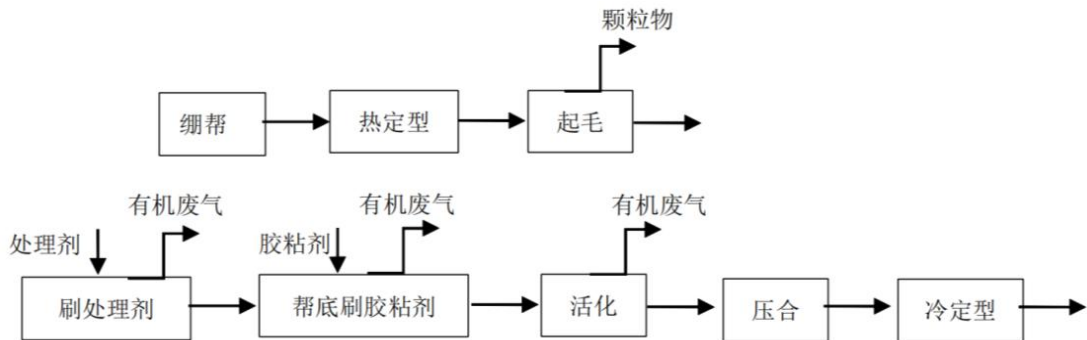 颗粒物
绷帮
热定型
起毛
有机废气
有机废气
有机废气
处理剂
胶粘剂
刷处理剂
帮底刷胶粘剂
活化
压合
冷定型